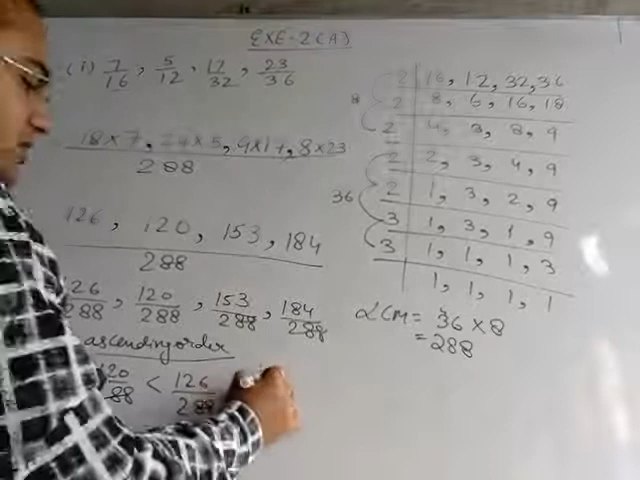 EXE-2(A)
(i) 7/16, 5/12, 17/32, 23/36
18×7, 24×5, 9×17, 8×23
288
126, 120, 153, 184
288
126/288, 120/288, 153/288, 184/288
ascending order
120/288 < 126/288
2 | 16, 12, 32, 36
2 | 8, 6, 16, 18
2 | 4, 3, 8, 9
2 | 2, 3, 4, 9
2 | 1, 3, 2, 9
3 | 1, 3, 1, 9
3 | 1, 1, 1, 3
1, 1, 1, 1
8
36
LCM = 36 × 8
= 288